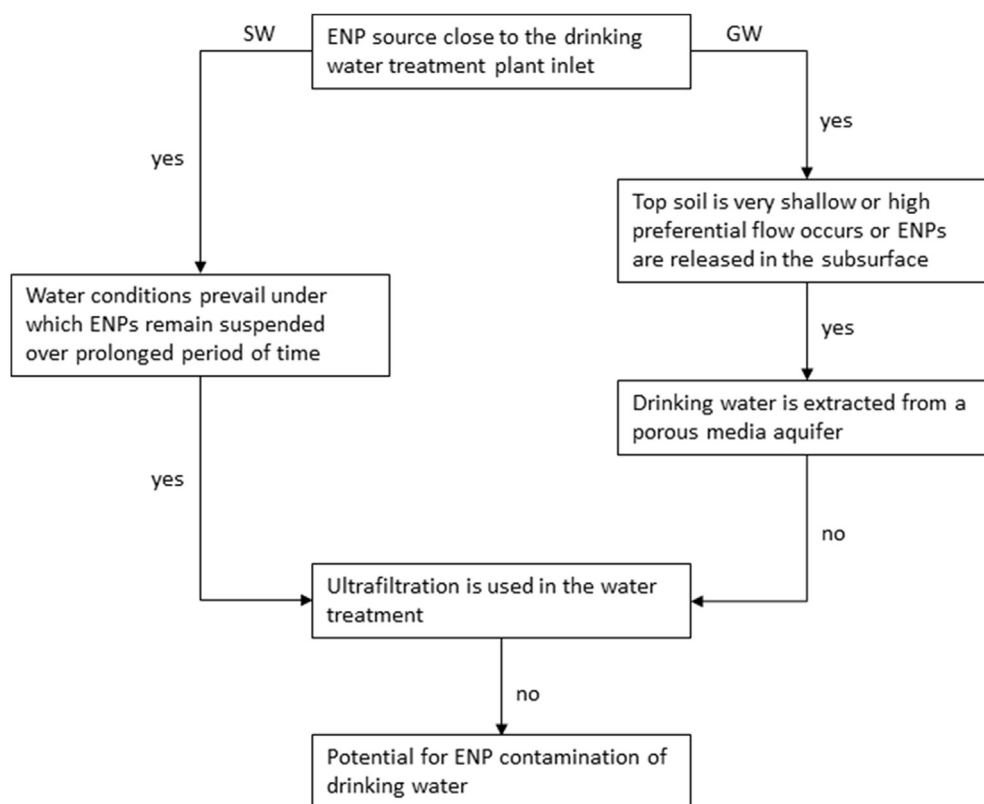 SW
ENP source close to the drinking
water treatment plant inlet
GW
yes
yes
Top soil is very shallow or high
preferential flow occurs or ENPs
are released in the subsurface
Water conditions prevail under
which ENPs remain suspended
over prolonged period of time
yes
Drinking water is extracted from a
porous media aquifer
yes
no
Ultrafiltration is used in the water
treatment
no
Potential for ENP contamination of
drinking water